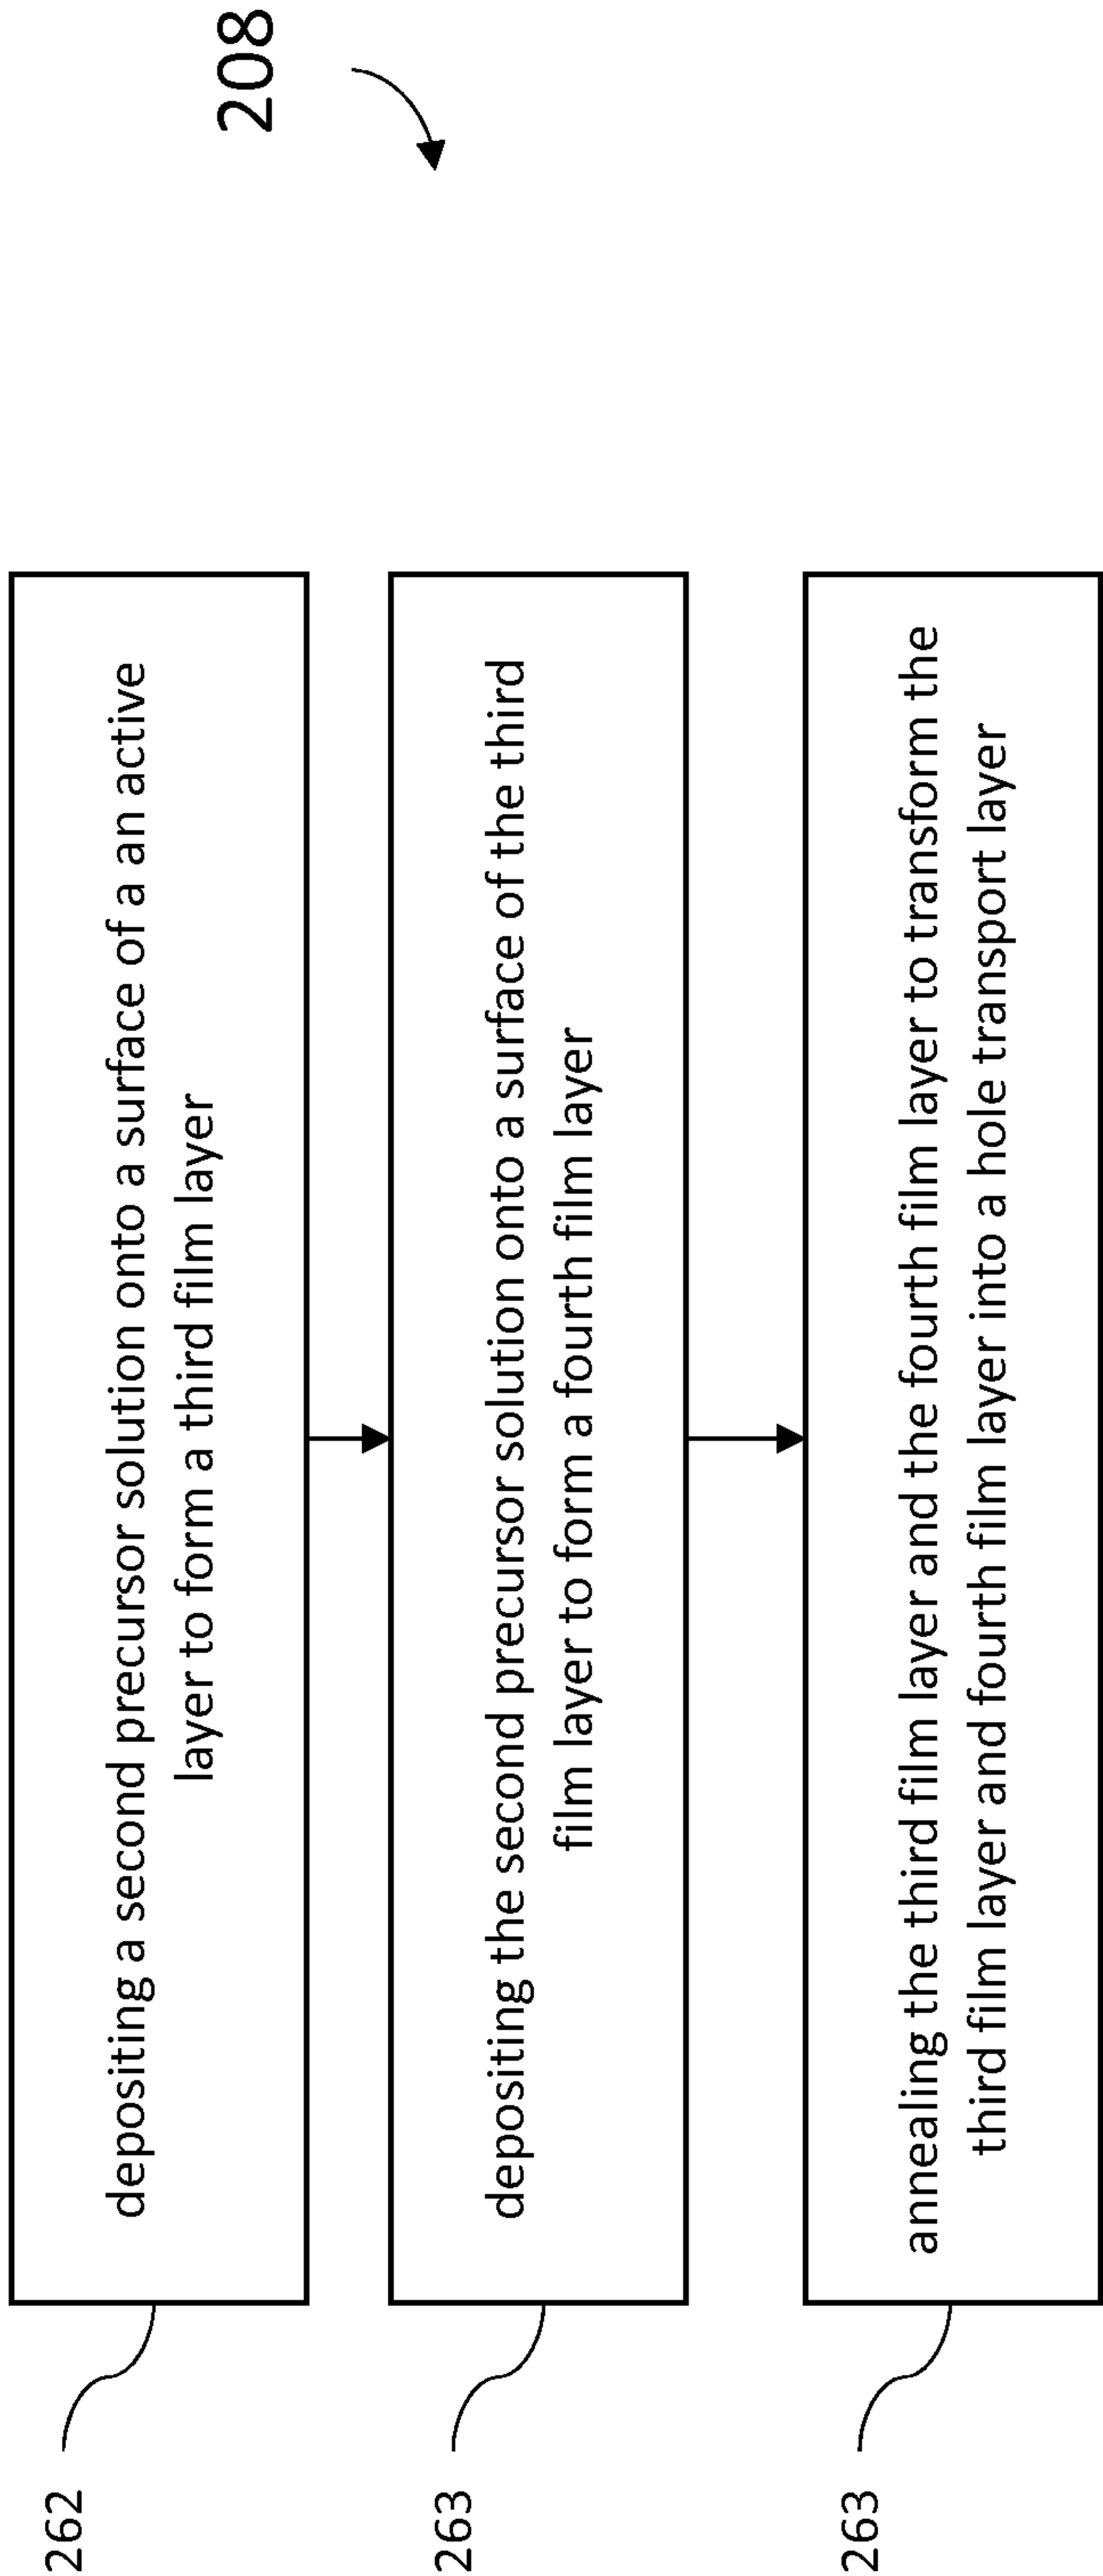 208
262
depositing a second precursor solution onto a surface of a an active
layer to form a third film layer
263
depositing the second precursor solution onto a surface of the third
film layer to form a fourth film layer
263
annealing the third film layer and the fourth film layer to transform the
third film layer and fourth film layer into a hole transport layer